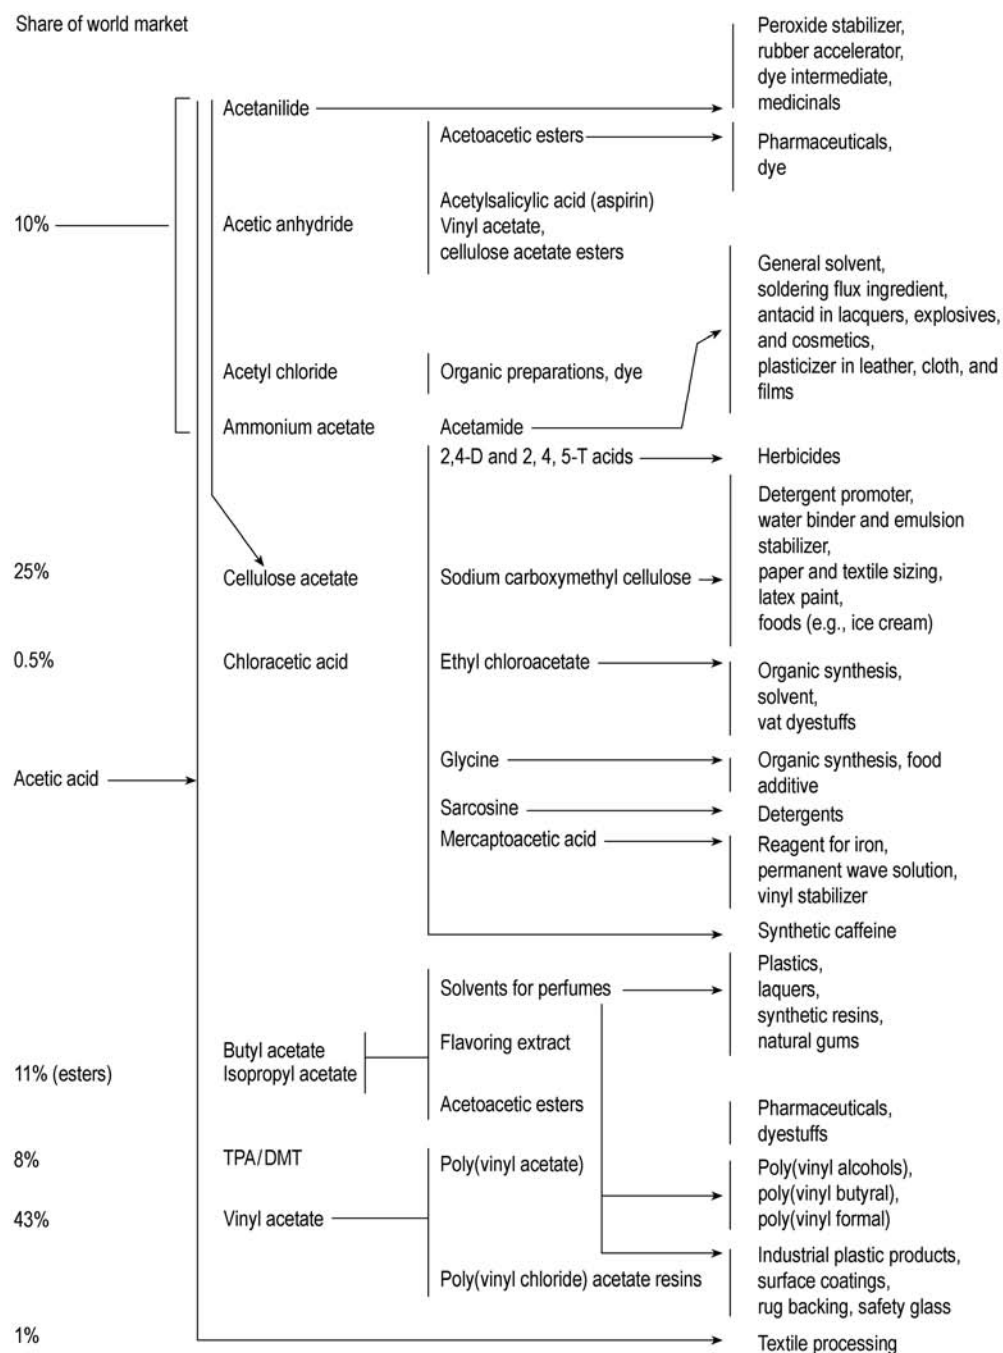 Share of world market
Peroxide stabilizer,
rubber accelerator,
dye intermediate,
medicinals
Acetanilide
Acetoacetic esters
Pharmaceuticals,
dye
10%
Acetic anhydride
Acetylsalicylic acid (aspirin)
Vinyl acetate,
cellulose acetate esters
General solvent,
soldering flux ingredient,
antacid in lacquers, explosives,
and cosmetics,
plasticizer in leather, cloth, and
films
Acetyl chloride
Organic preparations, dye
Ammonium acetate
Acetamide
2,4-D and 2, 4, 5-T acids
Herbicides
Detergent promoter,
water binder and emulsion
stabilizer,
paper and textile sizing,
latex paint,
foods (e.g., ice cream)
25%
Cellulose acetate
Sodium carboxymethyl cellulose
0.5%
Chloracetic acid
Ethyl chloroacetate
Organic synthesis,
solvent,
vat dyestuffs
Glycine
Organic synthesis, food
additive
Acetic acid
Sarcosine
Detergents
Mercaptoacetic acid
Reagent for iron,
permanent wave solution,
vinyl stabilizer
Synthetic caffeine
Solvents for perfumes
Plastics,
laquers,
synthetic resins,
natural gums
11% (esters)
Butyl acetate
Isopropyl acetate
Flavoring extract
Acetoacetic esters
Pharmaceuticals,
dyestuffs
8%
TPA/DMT
Poly(vinyl acetate)
Poly(vinyl alcohols),
poly(vinyl butyral),
poly(vinyl formal)
43%
Vinyl acetate
Poly(vinyl chloride) acetate resins
Industrial plastic products,
surface coatings,
rug backing, safety glass
1%
Textile processing